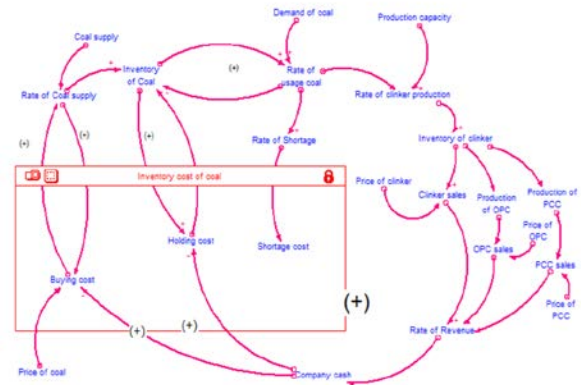 Demand of coal
Production capacity
Coal supply
Inventory
of Coal
(+)
Rate of
usage coal
Rate of Coal supply
Rate of clinker production
(+)
(+)
(+)
Rate of Shortage
Inventory of clinker
Inventory cost of coal
Price of clinker
Clinker sales
Production
of OPC
Production of
PCC
Price of
OPC
Holding cost
Shortage cost
OPC sales
PCC sales
Buying cost
(+)
(+)
(+)
Price of
PCC
Rate of Revenue
Price of coal
Company cash